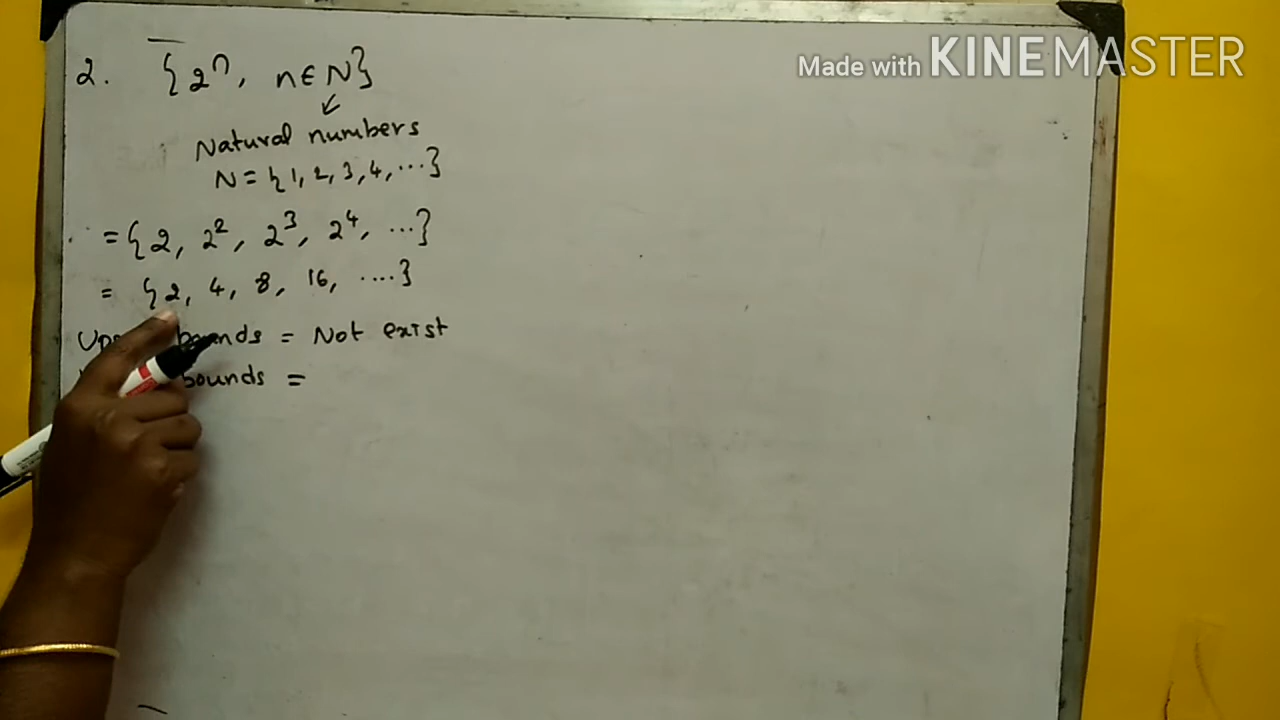 Made with KINEMASTER
2. {2ⁿ, n∈N}
Natural numbers
N = {1, 2, 3, 4, ...}
= {2, 2², 2³, 2⁴, ...}
= {2, 4, 8, 16, ....}
bounds = Not exist
bounds =